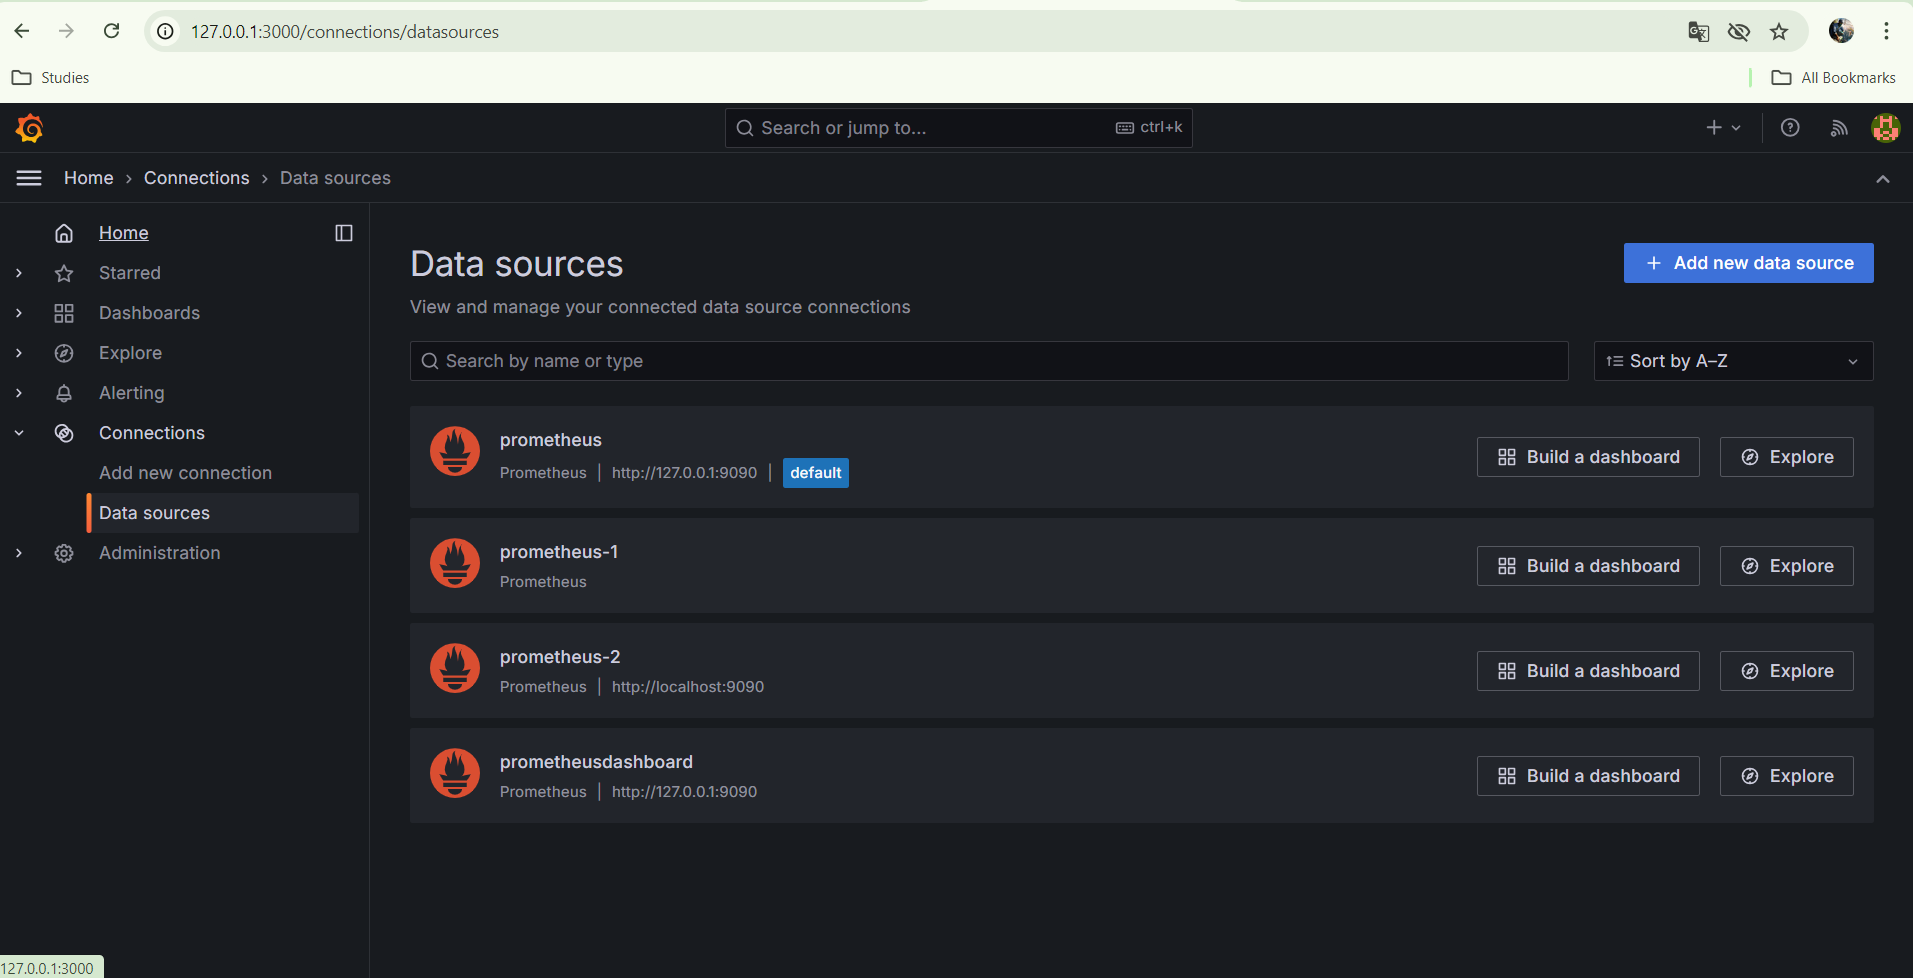 127.0.0.1:3000/connections/datasources
Studies
All Bookmarks
Search or jump to...
ctrl+k
Home › Connections › Data sources
Home
Starred
Dashboards
Explore
Alerting
Connections
Add new connection
Data sources
Administration
Data sources
Add new data source
View and manage your connected data source connections
Search by name or type
Sort by A–Z
prometheus
Prometheus | http://127.0.0.1:9090 | default
Build a dashboard
Explore
prometheus-1
Prometheus
Build a dashboard
Explore
prometheus-2
Prometheus | http://localhost:9090
Build a dashboard
Explore
prometheusdashboard
Prometheus | http://127.0.0.1:9090
Build a dashboard
Explore
127.0.0.1:3000